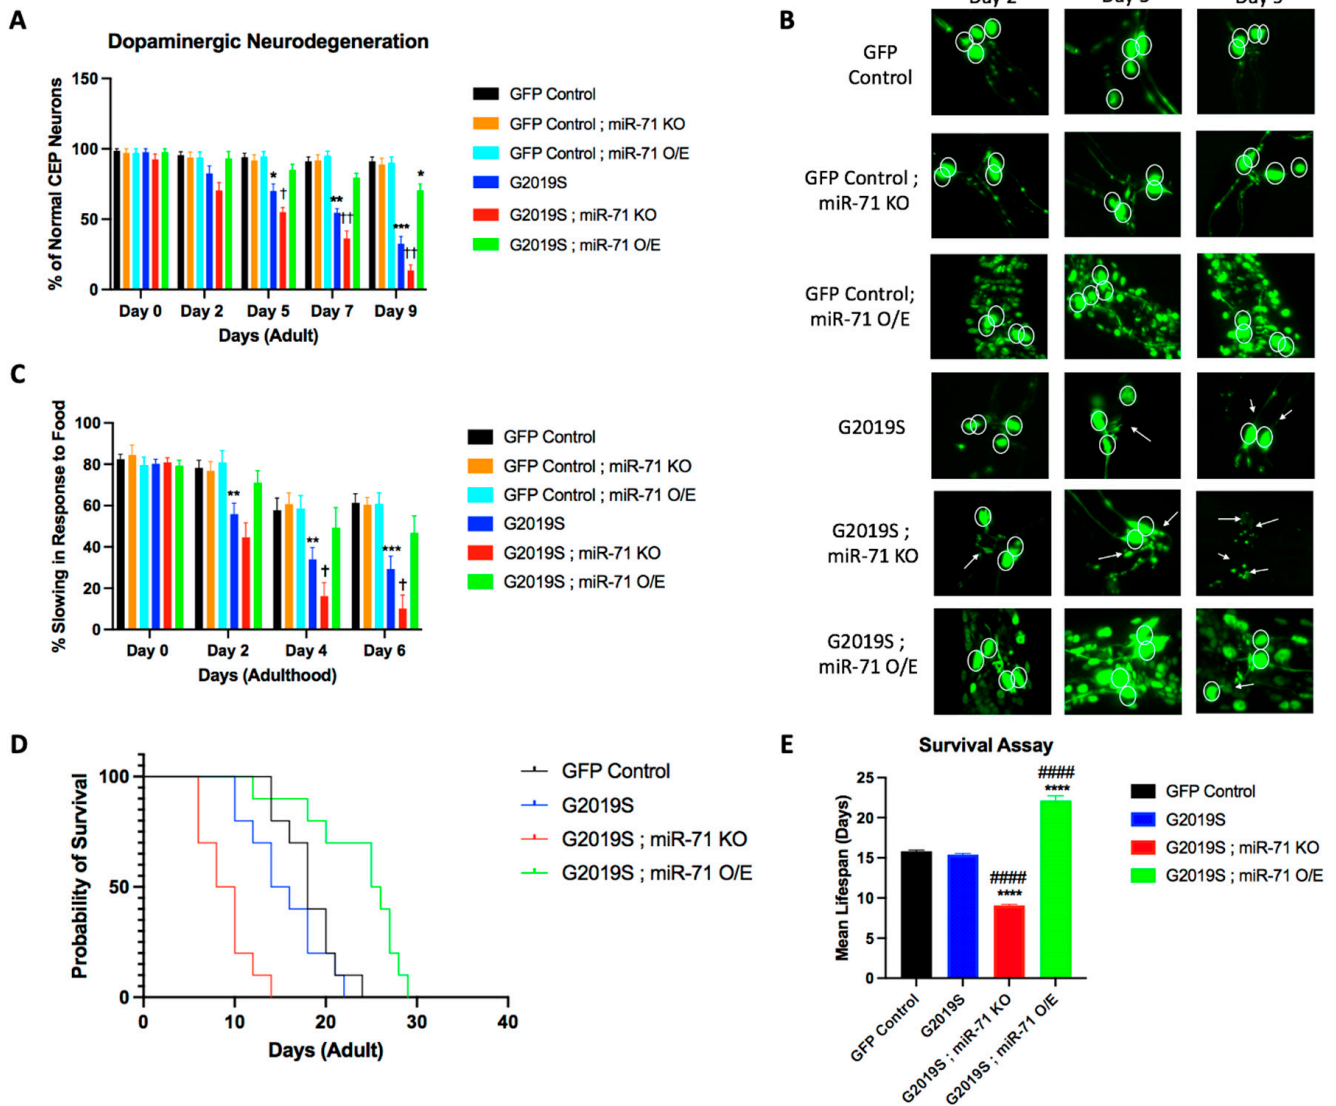 A
Dopaminergic Neurodegeneration
% of Normal CEP Neurons
150
100
50
0
Day 0 Day 2 Day 5 Day 7 Day 9
Days (Adult)
* † ** †† *** †† *
GFP Control
GFP Control ; miR-71 KO
GFP Control ; miR-71 O/E
G2019S
G2019S ; miR-71 KO
G2019S ; miR-71 O/E
B
GFP
Control
GFP Control ;
miR-71 KO
GFP Control;
miR-71 O/E
G2019S
G2019S ;
miR-71 KO
G2019S ;
miR-71 O/E
C
% Slowing in Response to Food
100
80
60
40
20
0
Day 0 Day 2 Day 4 Day 6
Days (Adulthood)
** ** † *** †
GFP Control
GFP Control ; miR-71 KO
GFP Control ; miR-71 O/E
G2019S
G2019S ; miR-71 KO
G2019S ; miR-71 O/E
D
Probability of Survival
100
50
0
0 10 20 30 40
Days (Adult)
GFP Control
G2019S
G2019S ; miR-71 KO
G2019S ; miR-71 O/E
E
Survival Assay
Mean Lifespan (Days)
25
20
15
10
5
0
####
****
####
****
GFP Control
G2019S
G2019S ; miR-71 KO
G2019S ; miR-71 O/E
GFP Control
G2019S
G2019S ; miR-71 KO
G2019S ; miR-71 O/E